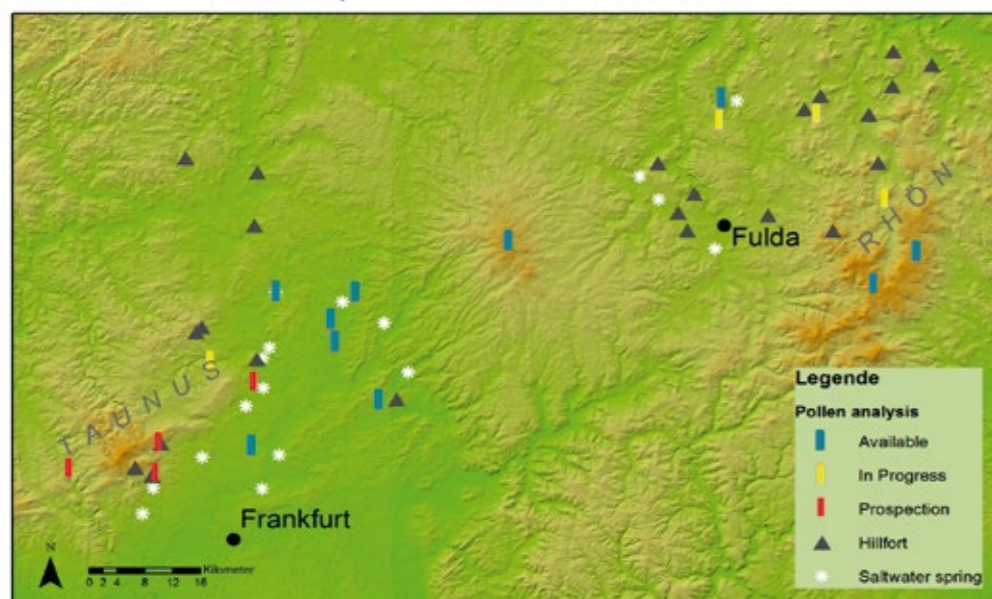 Fulda
RHÖN
TAUNUS
Frankfurt
N
0 2 4 8 12 16
Kilometer
Legende
Pollen analysis
Available
In Progress
Prospection
Hillfort
Saltwater spring